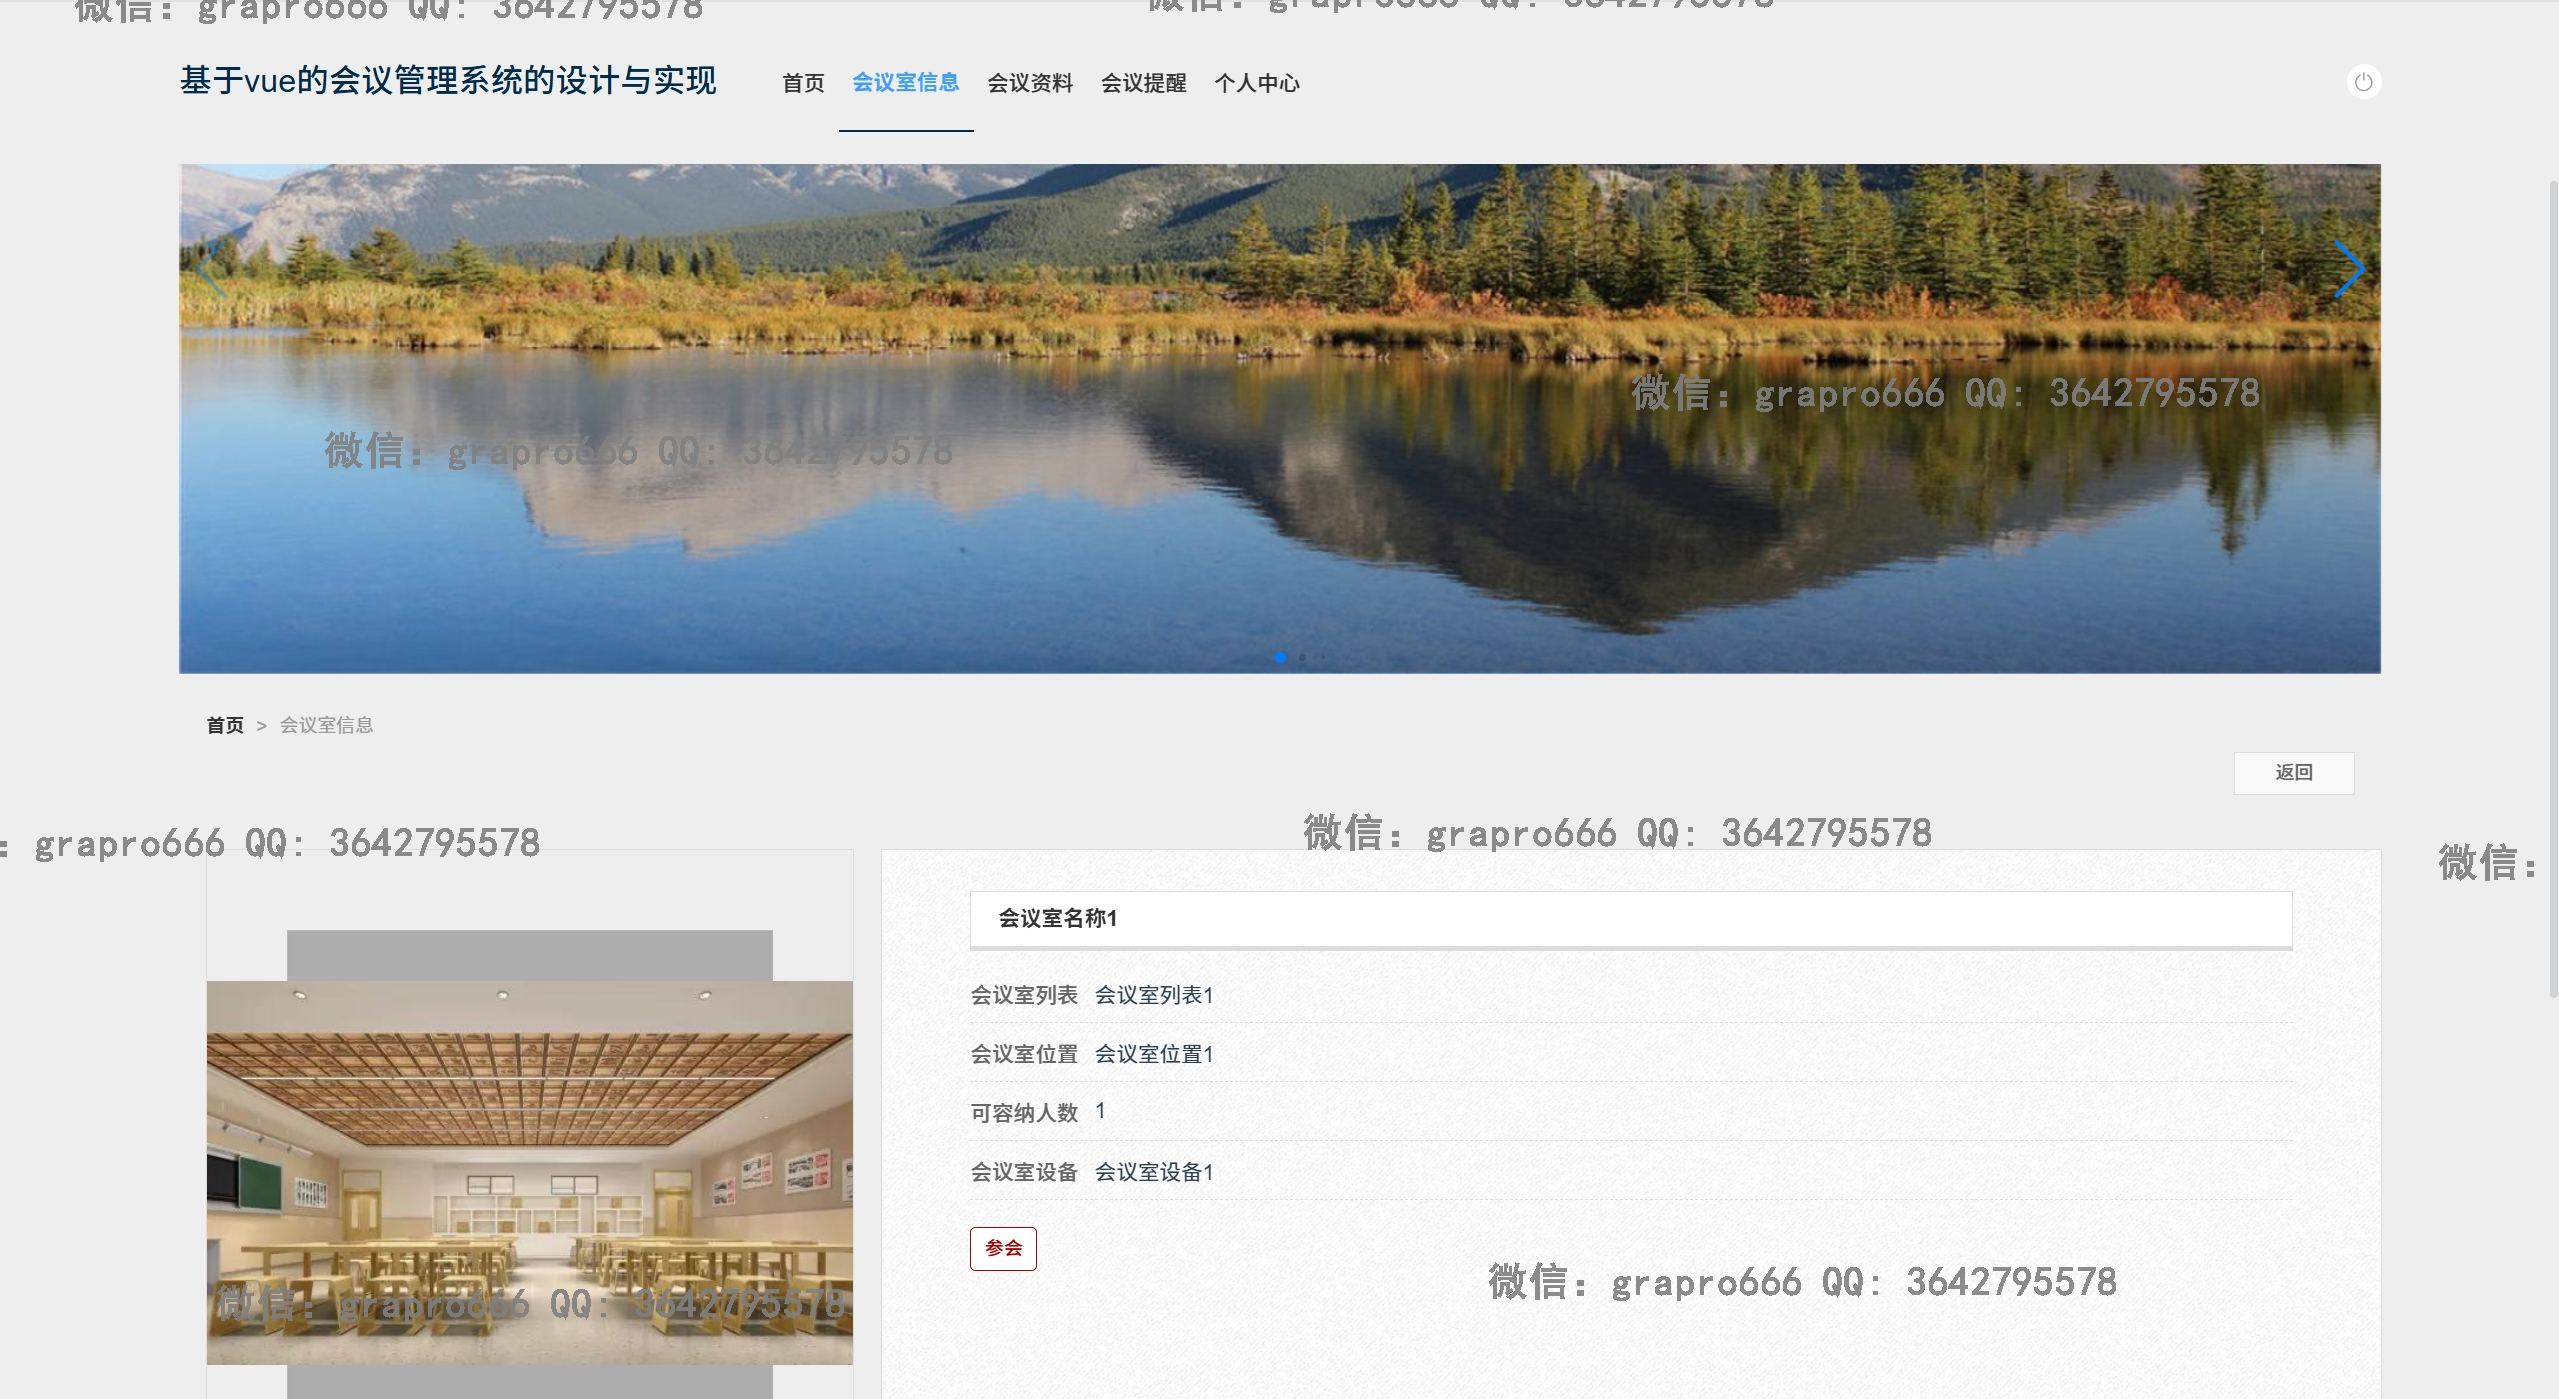 微信: grapro666 QQ: 3642795578
微信: grapro666 QQ: 3642795578
基于vue的会议管理系统的设计与实现
首页 会议室信息 会议资料 会议提醒 个人中心
微信: grapro666 QQ: 3642795578
微信: grapro666 QQ: 3642795578
首页 > 会议室信息
返回
: grapro666 QQ: 3642795578
微信: grapro666 QQ: 3642795578
微信:
会议室名称1
会议室列表 会议室列表1
会议室位置 会议室位置1
可容纳人数 1
会议室设备 会议室设备1
参会
微信: grapro666 QQ: 3642795578
微信: grapro666 QQ: 3642795578